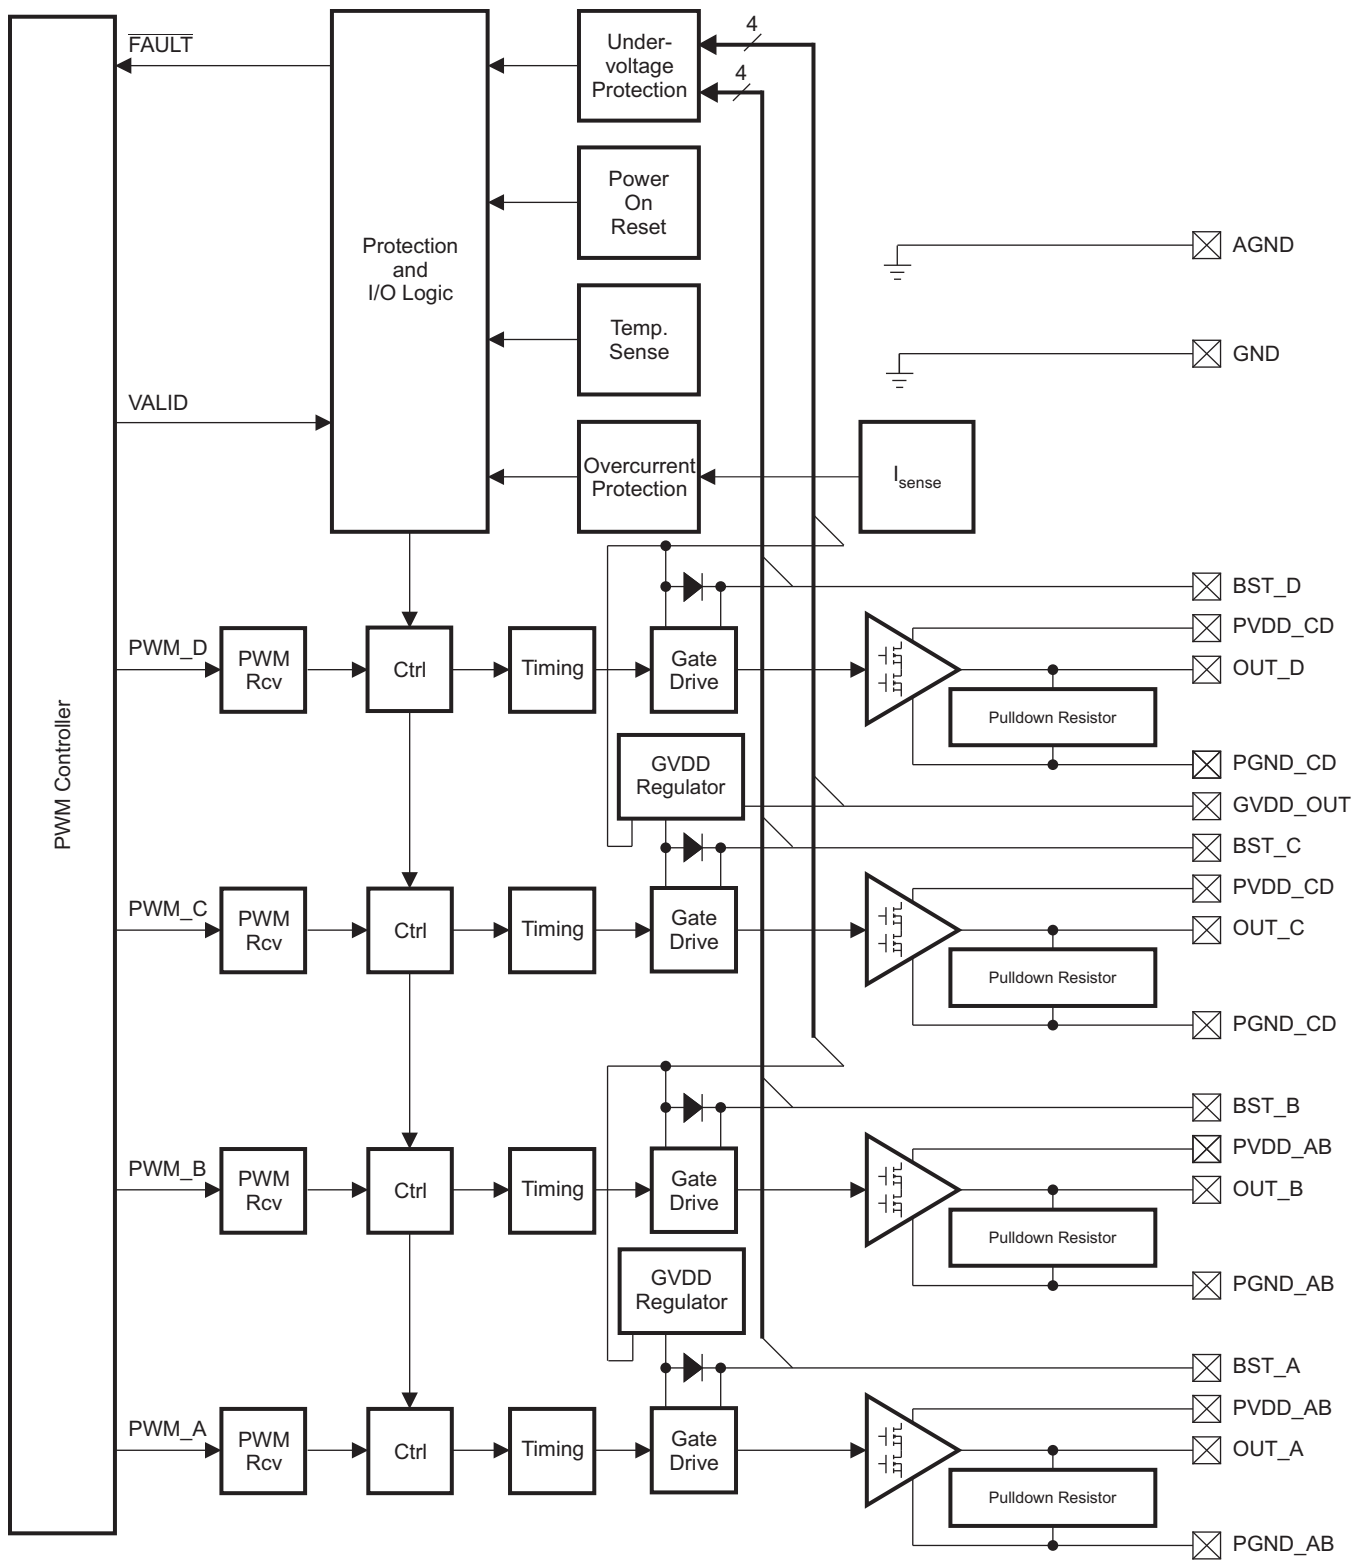 4
FAULT
Under-
voltage
Protection
4
Power
On
Reset
Protection
and
I/O Logic
AGND
Temp.
Sense
GND
VALID
Overcurrent
Protection
Isense
BST_D
PVDD_CD
PWM_D
PWM
Rcv
Ctrl
Timing
Gate
Drive
OUT_D
Pulldown Resistor
PWM Controller
GVDD
Regulator
PGND_CD
GVDD_OUT
BST_C
PVDD_CD
PWM_C
PWM
Rcv
Ctrl
Timing
Gate
Drive
OUT_C
Pulldown Resistor
PGND_CD
BST_B
PVDD_AB
PWM_B
PWM
Rcv
Ctrl
Timing
Gate
Drive
OUT_B
Pulldown Resistor
GVDD
Regulator
PGND_AB
BST_A
PVDD_AB
PWM_A
PWM
Rcv
Ctrl
Timing
Gate
Drive
OUT_A
Pulldown Resistor
PGND_AB